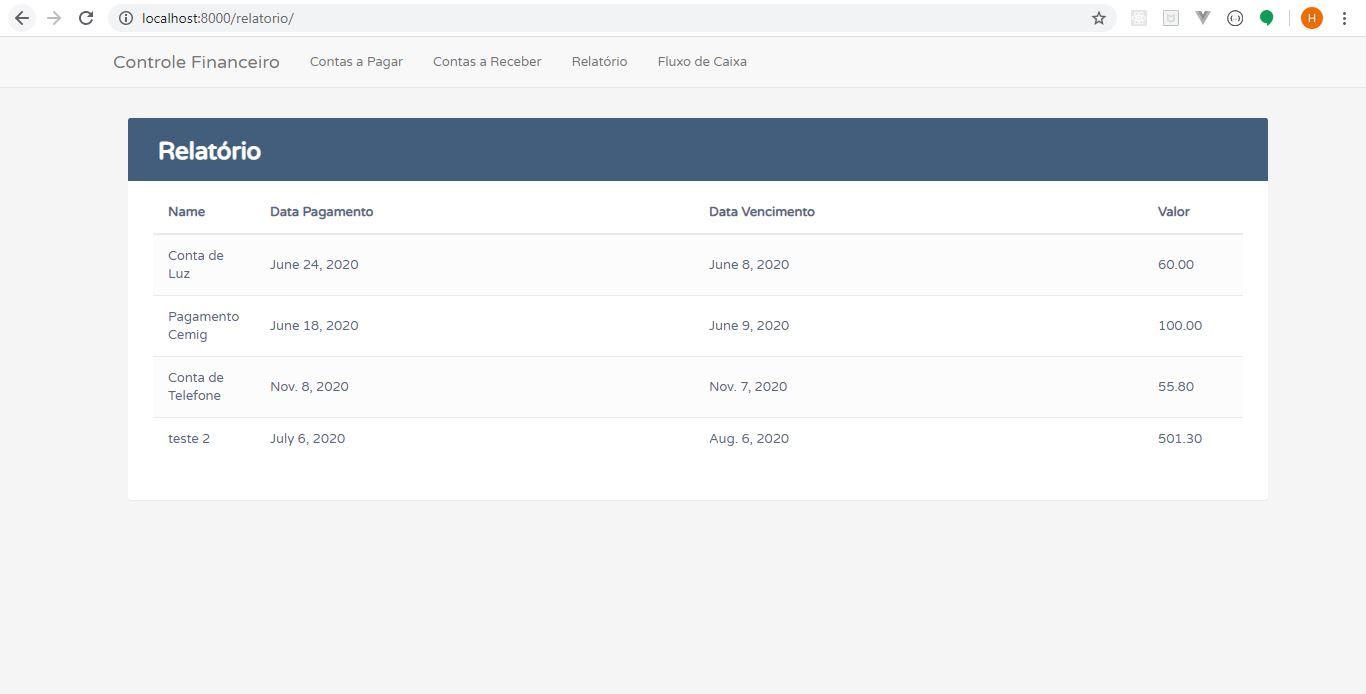 localhost:8000/relatorio/
H
Controle Financeiro Contas a Pagar Contas a Receber Relatório Fluxo de Caixa
Relatório
Name Data Pagamento Data Vencimento Valor
Conta de
Luz June 24, 2020 June 8, 2020 60.00
Pagamento
Cemig June 18, 2020 June 9, 2020 100.00
Conta de
Telefone Nov. 8, 2020 Nov. 7, 2020 55.80
teste 2 July 6, 2020 Aug. 6, 2020 501.30